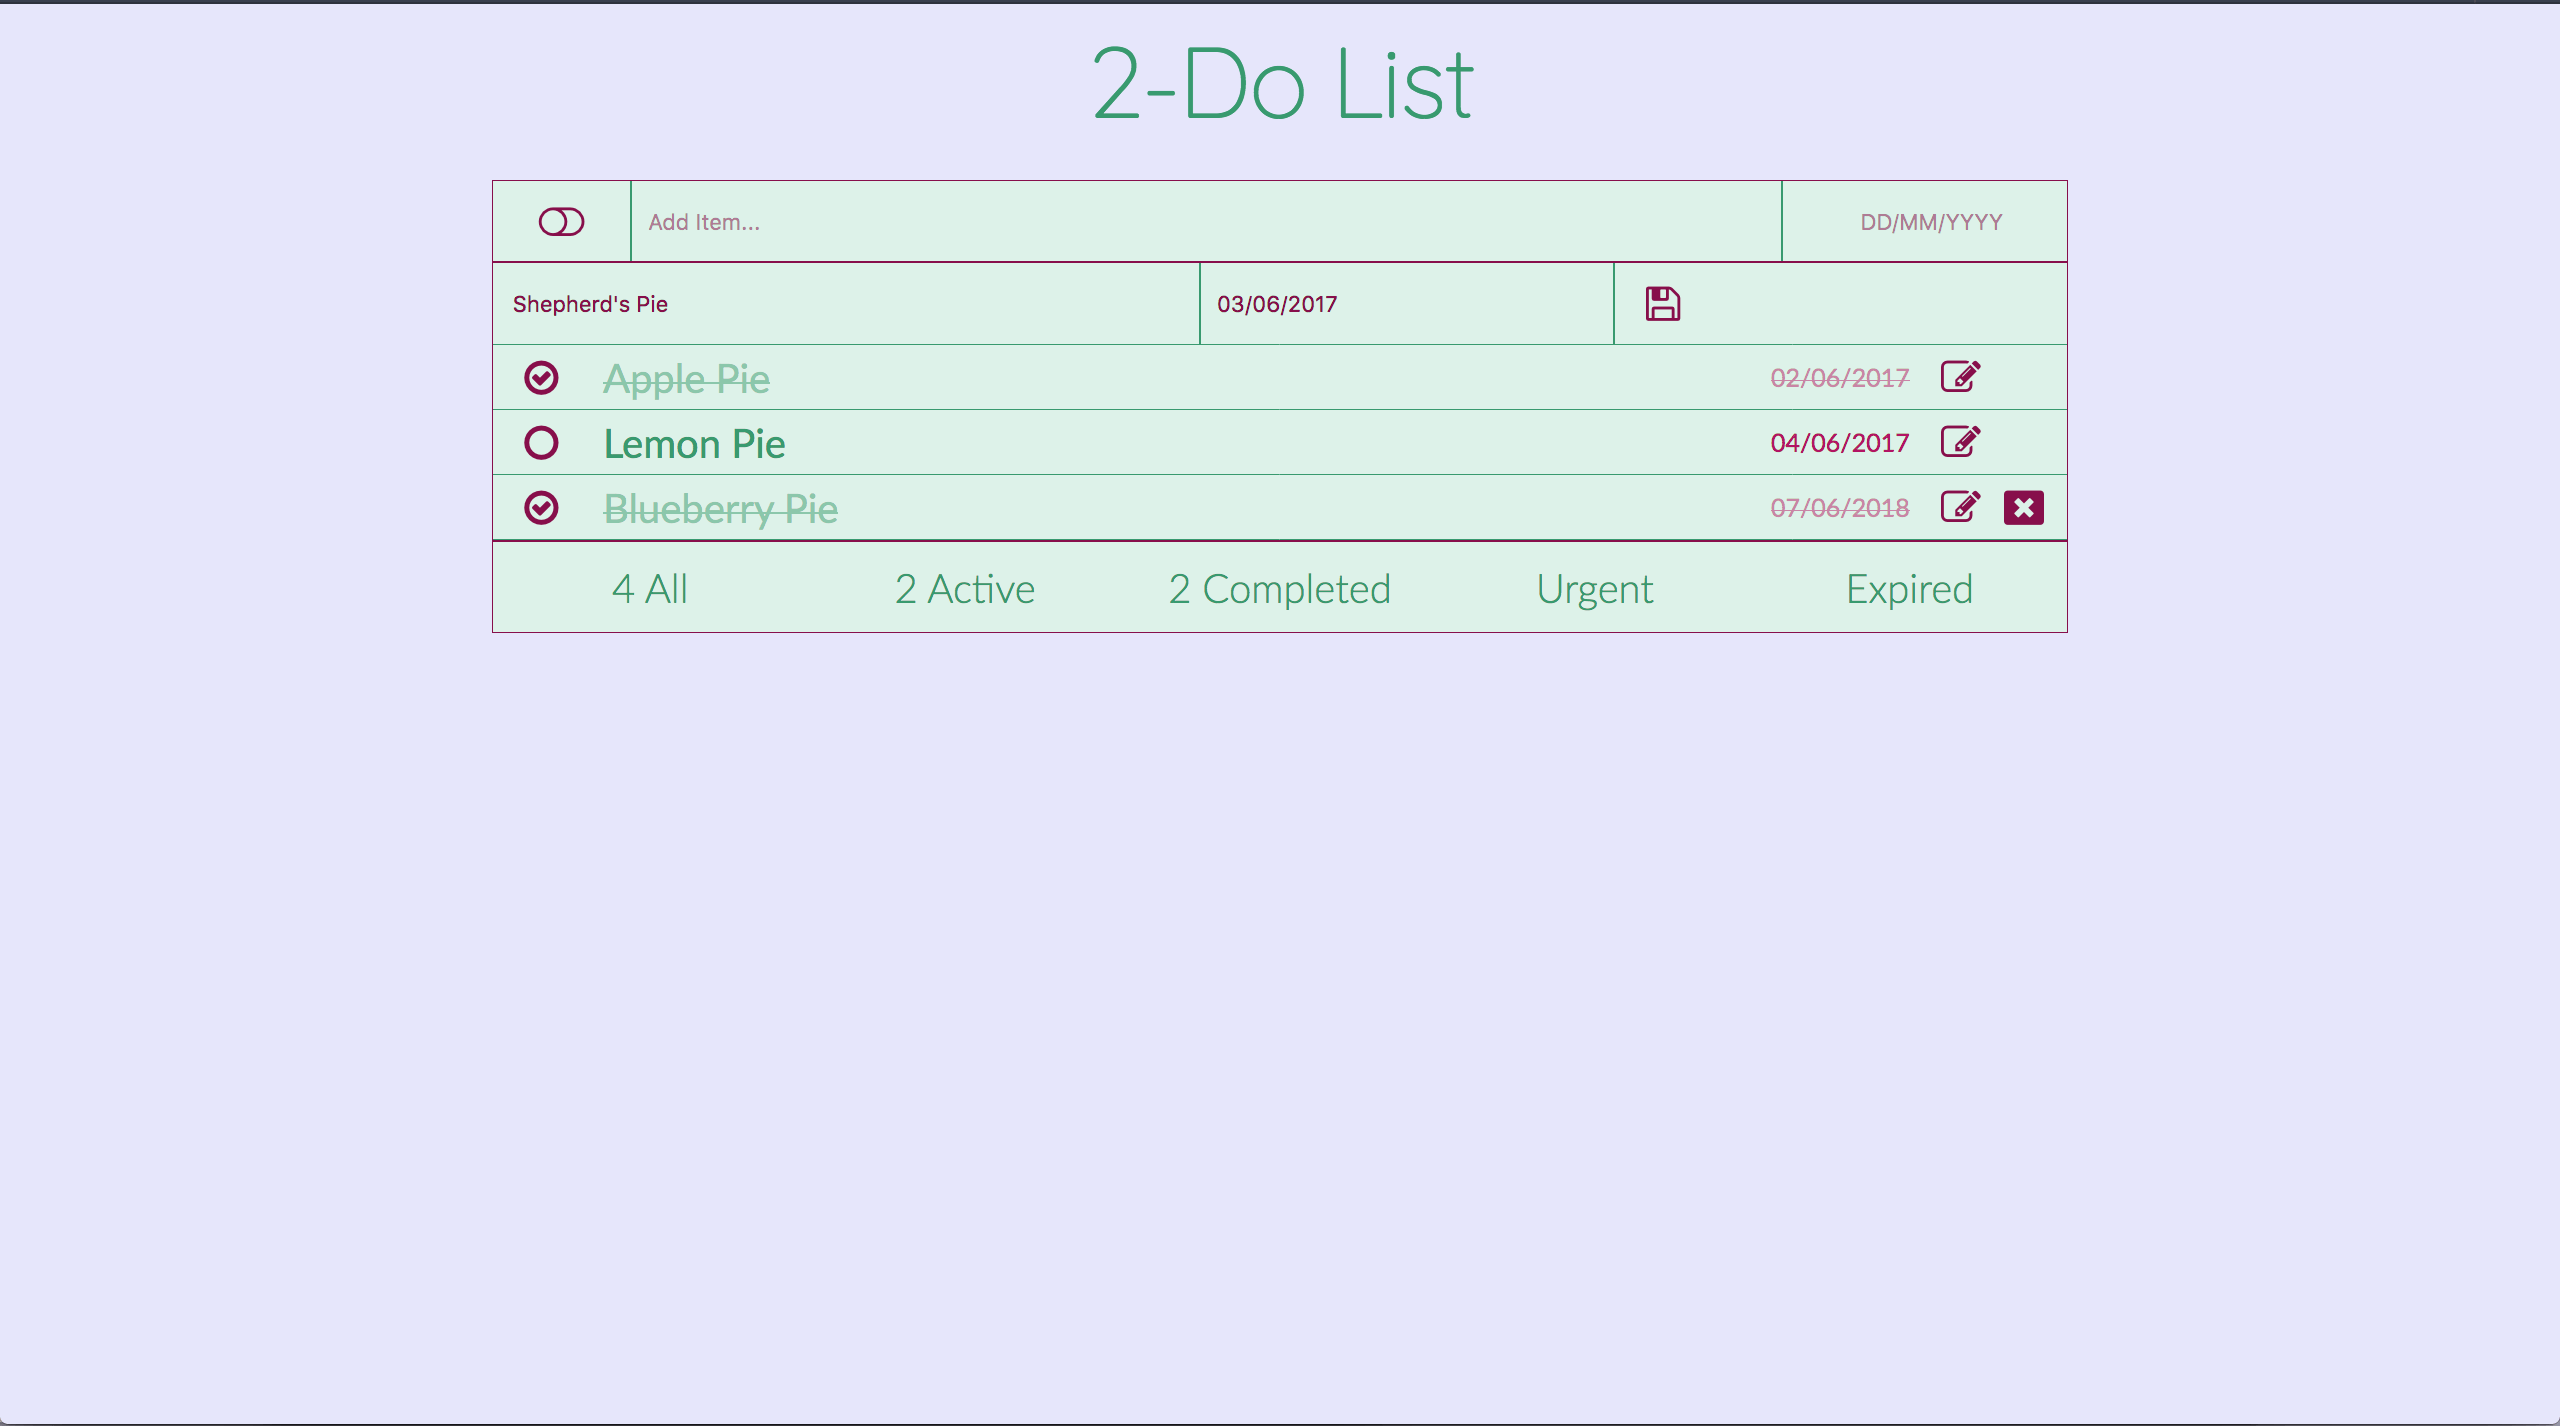 2-Do List
Add Item... DD/MM/YYYY
Shepherd's Pie 03/06/2017
Apple Pie 02/06/2017
Lemon Pie 04/06/2017
Blueberry Pie 07/06/2018
4 All 2 Active 2 Completed Urgent Expired